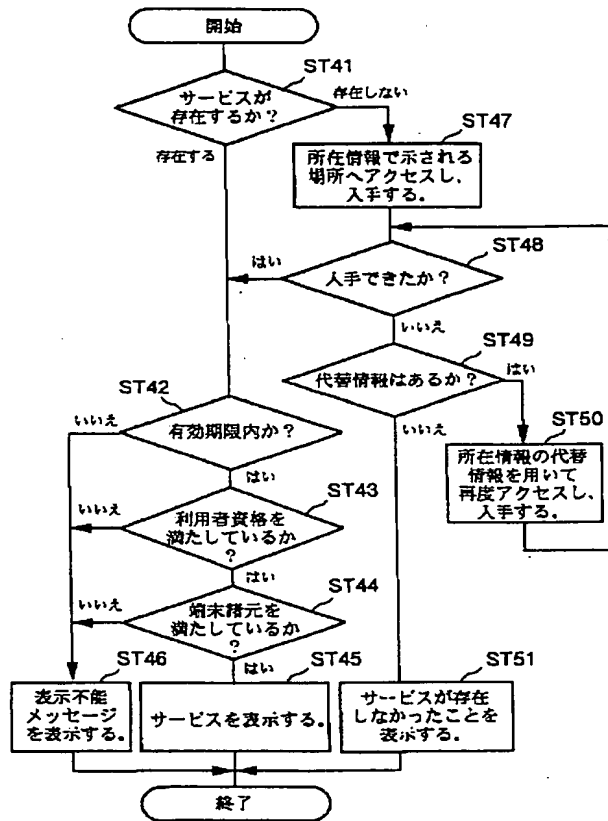 開始
ST41
サービスが
存在するか?
存在しない
存在する
ST47
所在情報で示される
場所へアクセスし、
入手する。
ST48
入手できたか?
はい
いいえ
ST49
代替情報はあるか?
はい
いいえ
ST50
所在情報の代替
情報を用いて
再度アクセスし、
入手する。
ST42
有効期限内か?
いいえ
はい
ST43
利用者資格を
満たしているか
?
いいえ
はい
ST44
端末諸元を
満たしているか
?
いいえ
はい
ST46
表示不能
メッセージ
を表示する。
ST45
サービスを表示する。
ST51
サービスが存在
しなかったことを
表示する。
終了